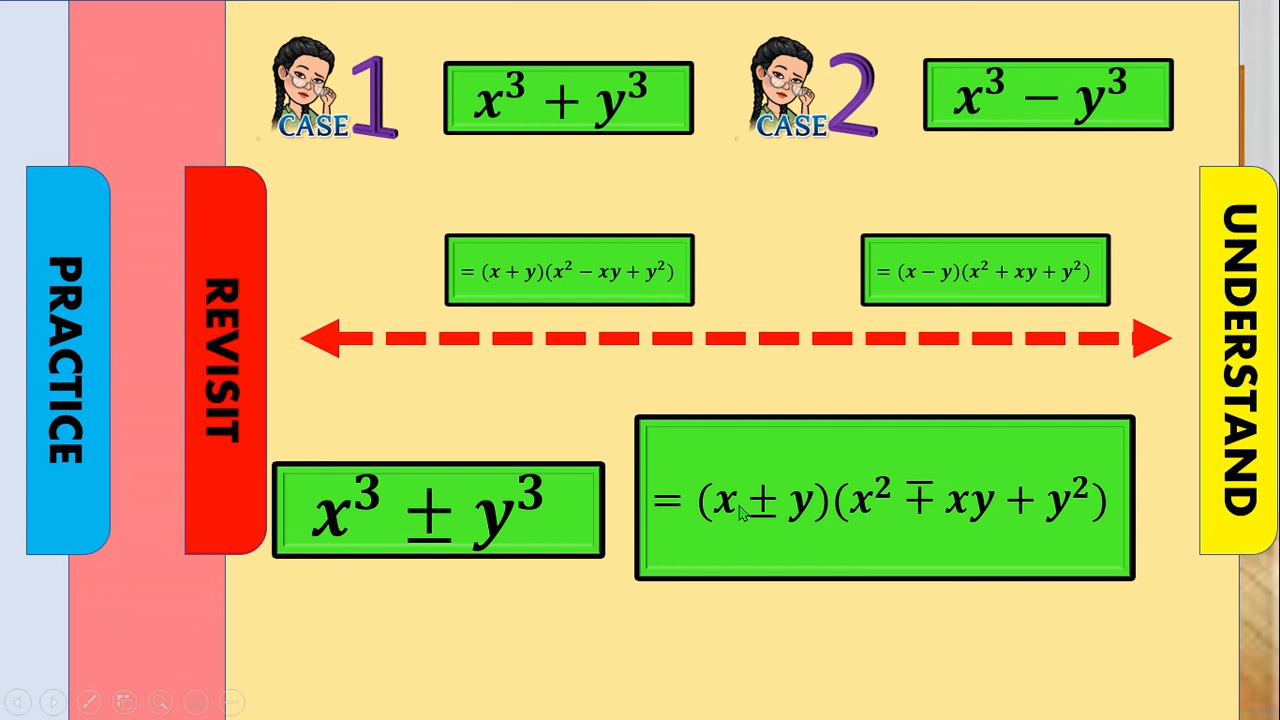 CASE 1
x³ + y³
CASE 2
x³ − y³
= (x + y)(x² − xy + y²)
= (x − y)(x² + xy + y²)
PRACTICE
REVISIT
UNDERSTAND
x³ ± y³
= (x ± y)(x² ∓ xy + y²)